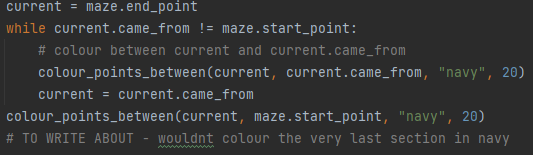 current = maze.end_point
while current.came_from != maze.start_point:
    # colour between current and current.came_from
    colour_points_between(current, current.came_from, "navy", 20)
    current = current.came_from
colour_points_between(current, maze.start_point, "navy", 20)
# TO WRITE ABOUT - wouldnt colour the very last section in navy